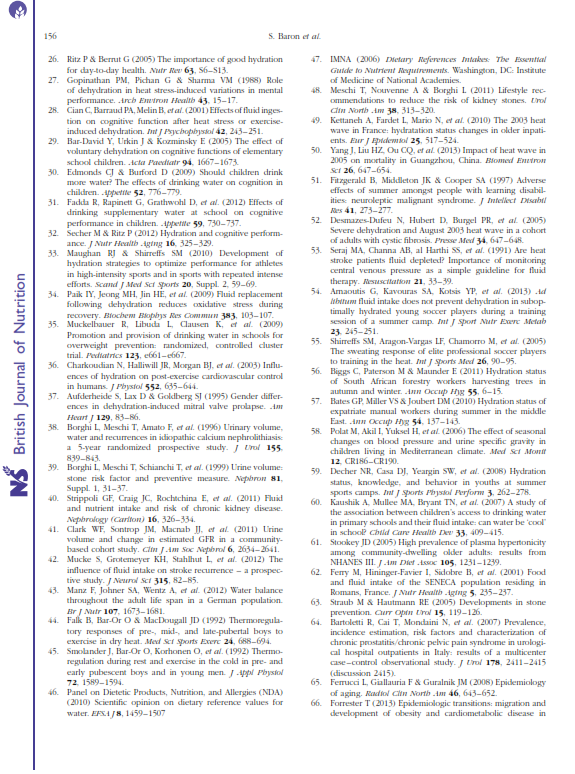 156
S. Baron et al.
British Journal of Nutrition
26. Ritz P & Berrut G (2005) The importance of good hydration
for day-to-day health. Nutr Rev 63, S6–S13.
27. Gopinathan PM, Pichan G & Sharma VM (1988) Role
of dehydration in heat stress-induced variations in mental
performance. Arch Environ Health 43, 15–17.
28. Cian C, Barraud PA, Melin B, et al. (2001) Effects of fluid inges-
tion on cognitive function after heat stress or exercise-
induced dehydration. Int J Psychophysiol 42, 243–251.
29. Bar-David Y, Urkin J & Kozminsky E (2005) The effect of
voluntary dehydration on cognitive functions of elementary
school children. Acta Paediatr 94, 1667–1673.
30. Edmonds CJ & Burford D (2009) Should children drink
more water? The effects of drinking water on cognition in
children. Appetite 52, 776–779.
31. Fadda R, Rapinett G, Grathwohl D, et al. (2012) Effects of
drinking supplementary water at school on cognitive
performance in children. Appetite 59, 730–737.
32. Secher M & Ritz P (2012) Hydration and cognitive perform-
ance. J Nutr Health Aging 16, 325–329.
33. Maughan RJ & Shirreffs SM (2010) Development of
hydration strategies to optimize performance for athletes
in high-intensity sports and in sports with repeated intense
efforts. Scand J Med Sci Sports 20, Suppl. 2, 59–69.
34. Paik IY, Jeong MH, Jin HE, et al. (2009) Fluid replacement
following dehydration reduces oxidative stress during
recovery. Biochem Biophys Res Commun 383, 103–107.
35. Muckelbauer R, Libuda L, Clausen K, et al. (2009)
Promotion and provision of drinking water in schools for
overweight prevention: randomized, controlled cluster
trial. Pediatrics 123, e661–e667.
36. Charkoudian N, Halliwill JR, Morgan BJ, et al. (2003) Influ-
ences of hydration on post-exercise cardiovascular control
in humans. J Physiol 552, 635–644.
37. Aufderheide S, Lax D & Goldberg SJ (1995) Gender differ-
ences in dehydration-induced mitral valve prolapse. Am
Heart J 129, 83–86.
38. Borghi L, Meschi T, Amato F, et al. (1996) Urinary volume,
water and recurrences in idiopathic calcium nephrolithiasis:
a 5-year randomized prospective study. J Urol 155,
839–843.
39. Borghi L, Meschi T, Schianchi T, et al. (1999) Urine volume:
stone risk factor and preventive measure. Nephron 81,
Suppl. 1, 31–37.
40. Strippoli GF, Craig JC, Rochtchina E, et al. (2011) Fluid
and nutrient intake and risk of chronic kidney disease.
Nephrology (Carlton) 16, 326–334.
41. Clark WF, Sontrop JM, Macnab JJ, et al. (2011) Urine
volume and change in estimated GFR in a community-
based cohort study. Clin J Am Soc Nephrol 6, 2634–2641.
42. Mucke S, Grotemeyer KH, Stahlhut L, et al. (2012) The
influence of fluid intake on stroke recurrence – a prospec-
tive study. J Neurol Sci 315, 82–85.
43. Manz F, Johner SA, Wentz A, et al. (2012) Water balance
throughout the adult life span in a German population.
Br J Nutr 107, 1673–1681.
44. Falk B, Bar-Or O & MacDougall JD (1992) Thermoregula-
tory responses of pre-, mid-, and late-pubertal boys to
exercise in dry heat. Med Sci Sports Exerc 24, 688–694.
45. Smolander J, Bar-Or O, Korhonen O, et al. (1992) Thermo-
regulation during rest and exercise in the cold in pre- and
early pubescent boys and in young men. J Appl Physiol
72, 1589–1594.
46. Panel on Dietetic Products, Nutrition, and Allergies (NDA)
(2010) Scientific opinion on dietary reference values for
water. EFSA J 8, 1459–1507
47. IMNA (2006) Dietary References Intakes: The Essential
Guide to Nutrient Requirements. Washington, DC: Institute
of Medicine of National Academies.
48. Meschi T, Nouvenne A & Borghi L (2011) Lifestyle rec-
ommendations to reduce the risk of kidney stones. Urol
Clin North Am 38, 313–320.
49. Kettaneh A, Fardet L, Mario N, et al. (2010) The 2003 heat
wave in France: hydratation status changes in older inpati-
ents. Eur J Epidemiol 25, 517–524.
50. Yang J, Liu HZ, Ou CQ, et al. (2013) Impact of heat wave in
2005 on mortality in Guangzhou, China. Biomed Environ
Sci 26, 647–654.
51. Fitzgerald B, Middleton JK & Cooper SA (1997) Adverse
effects of summer amongst people with learning disabil-
ities: neuroleptic malignant syndrome. J Intellect Disabil
Res 41, 273–277.
52. Desmazes-Dufeu N, Hubert D, Burgel PR, et al. (2005)
Severe dehydration and August 2003 heat wave in a cohort
of adults with cystic fibrosis. Presse Med 34, 647–648.
53. Seraj MA, Channa AB, al Harthi SS, et al. (1991) Are heat
stroke patients fluid depleted? Importance of monitoring
central venous pressure as a simple guideline for fluid
therapy. Resuscitation 21, 33–39.
54. Arnaoutis G, Kavouras SA, Kotsis YP, et al. (2013) Ad
libitum fluid intake does not prevent dehydration in subop-
timally hydrated young soccer players during a training
session of a summer camp. Int J Sport Nutr Exerc Metab
23, 245–251.
55. Shirreffs SM, Aragon-Vargas LF, Chamorro M, et al. (2005)
The sweating response of elite professional soccer players
to training in the heat. Int J Sports Med 26, 90–95.
56. Biggs C, Paterson M & Maunder E (2011) Hydration status
of South African forestry workers harvesting trees in
autumn and winter. Ann Occup Hyg 55, 6–15.
57. Bates GP, Miller VS & Joubert DM (2010) Hydration status of
expatriate manual workers during summer in the middle
East. Ann Occup Hyg 54, 137–143.
58. Polat M, Akil I, Yuksel H, et al. (2006) The effect of seasonal
changes on blood pressure and urine specific gravity in
children living in Mediterranean climate. Med Sci Monit
12, CR186–CR190.
59. Decher NR, Casa DJ, Yeargin SW, et al. (2008) Hydration
status, knowledge, and behavior in youths at summer
sports camps. Int J Sports Physiol Perform 3, 262–278.
60. Kaushik A, Mullee MA, Bryant TN, et al. (2007) A study of
the association between children's access to drinking water
in primary schools and their fluid intake: can water be 'cool'
in school? Child Care Health Dev 33, 409–415.
61. Stookey JD (2005) High prevalence of plasma hypertonicity
among community-dwelling older adults: results from
NHANES III. J Am Diet Assoc 105, 1231–1239.
62. Ferry M, Hininger-Favier I, Sidobre B, et al. (2001) Food
and fluid intake of the SENECA population residing in
Romans, France. J Nutr Health Aging 5, 235–237.
63. Straub M & Hautmann RE (2005) Developments in stone
prevention. Curr Opin Urol 15, 119–126.
64. Bartoletti R, Cai T, Mondaini N, et al. (2007) Prevalence,
incidence estimation, risk factors and characterization of
chronic prostatitis/chronic pelvic pain syndrome in urologi-
cal hospital outpatients in Italy: results of a multicenter
case–control observational study. J Urol 178, 2411–2415
(discussion 2415).
65. Ferrucci L, Giallauria F & Guralnik JM (2008) Epidemiology
of aging. Radiol Clin North Am 46, 643–652.
66. Forrester T (2013) Epidemiologic transitions: migration and
development of obesity and cardiometabolic disease in